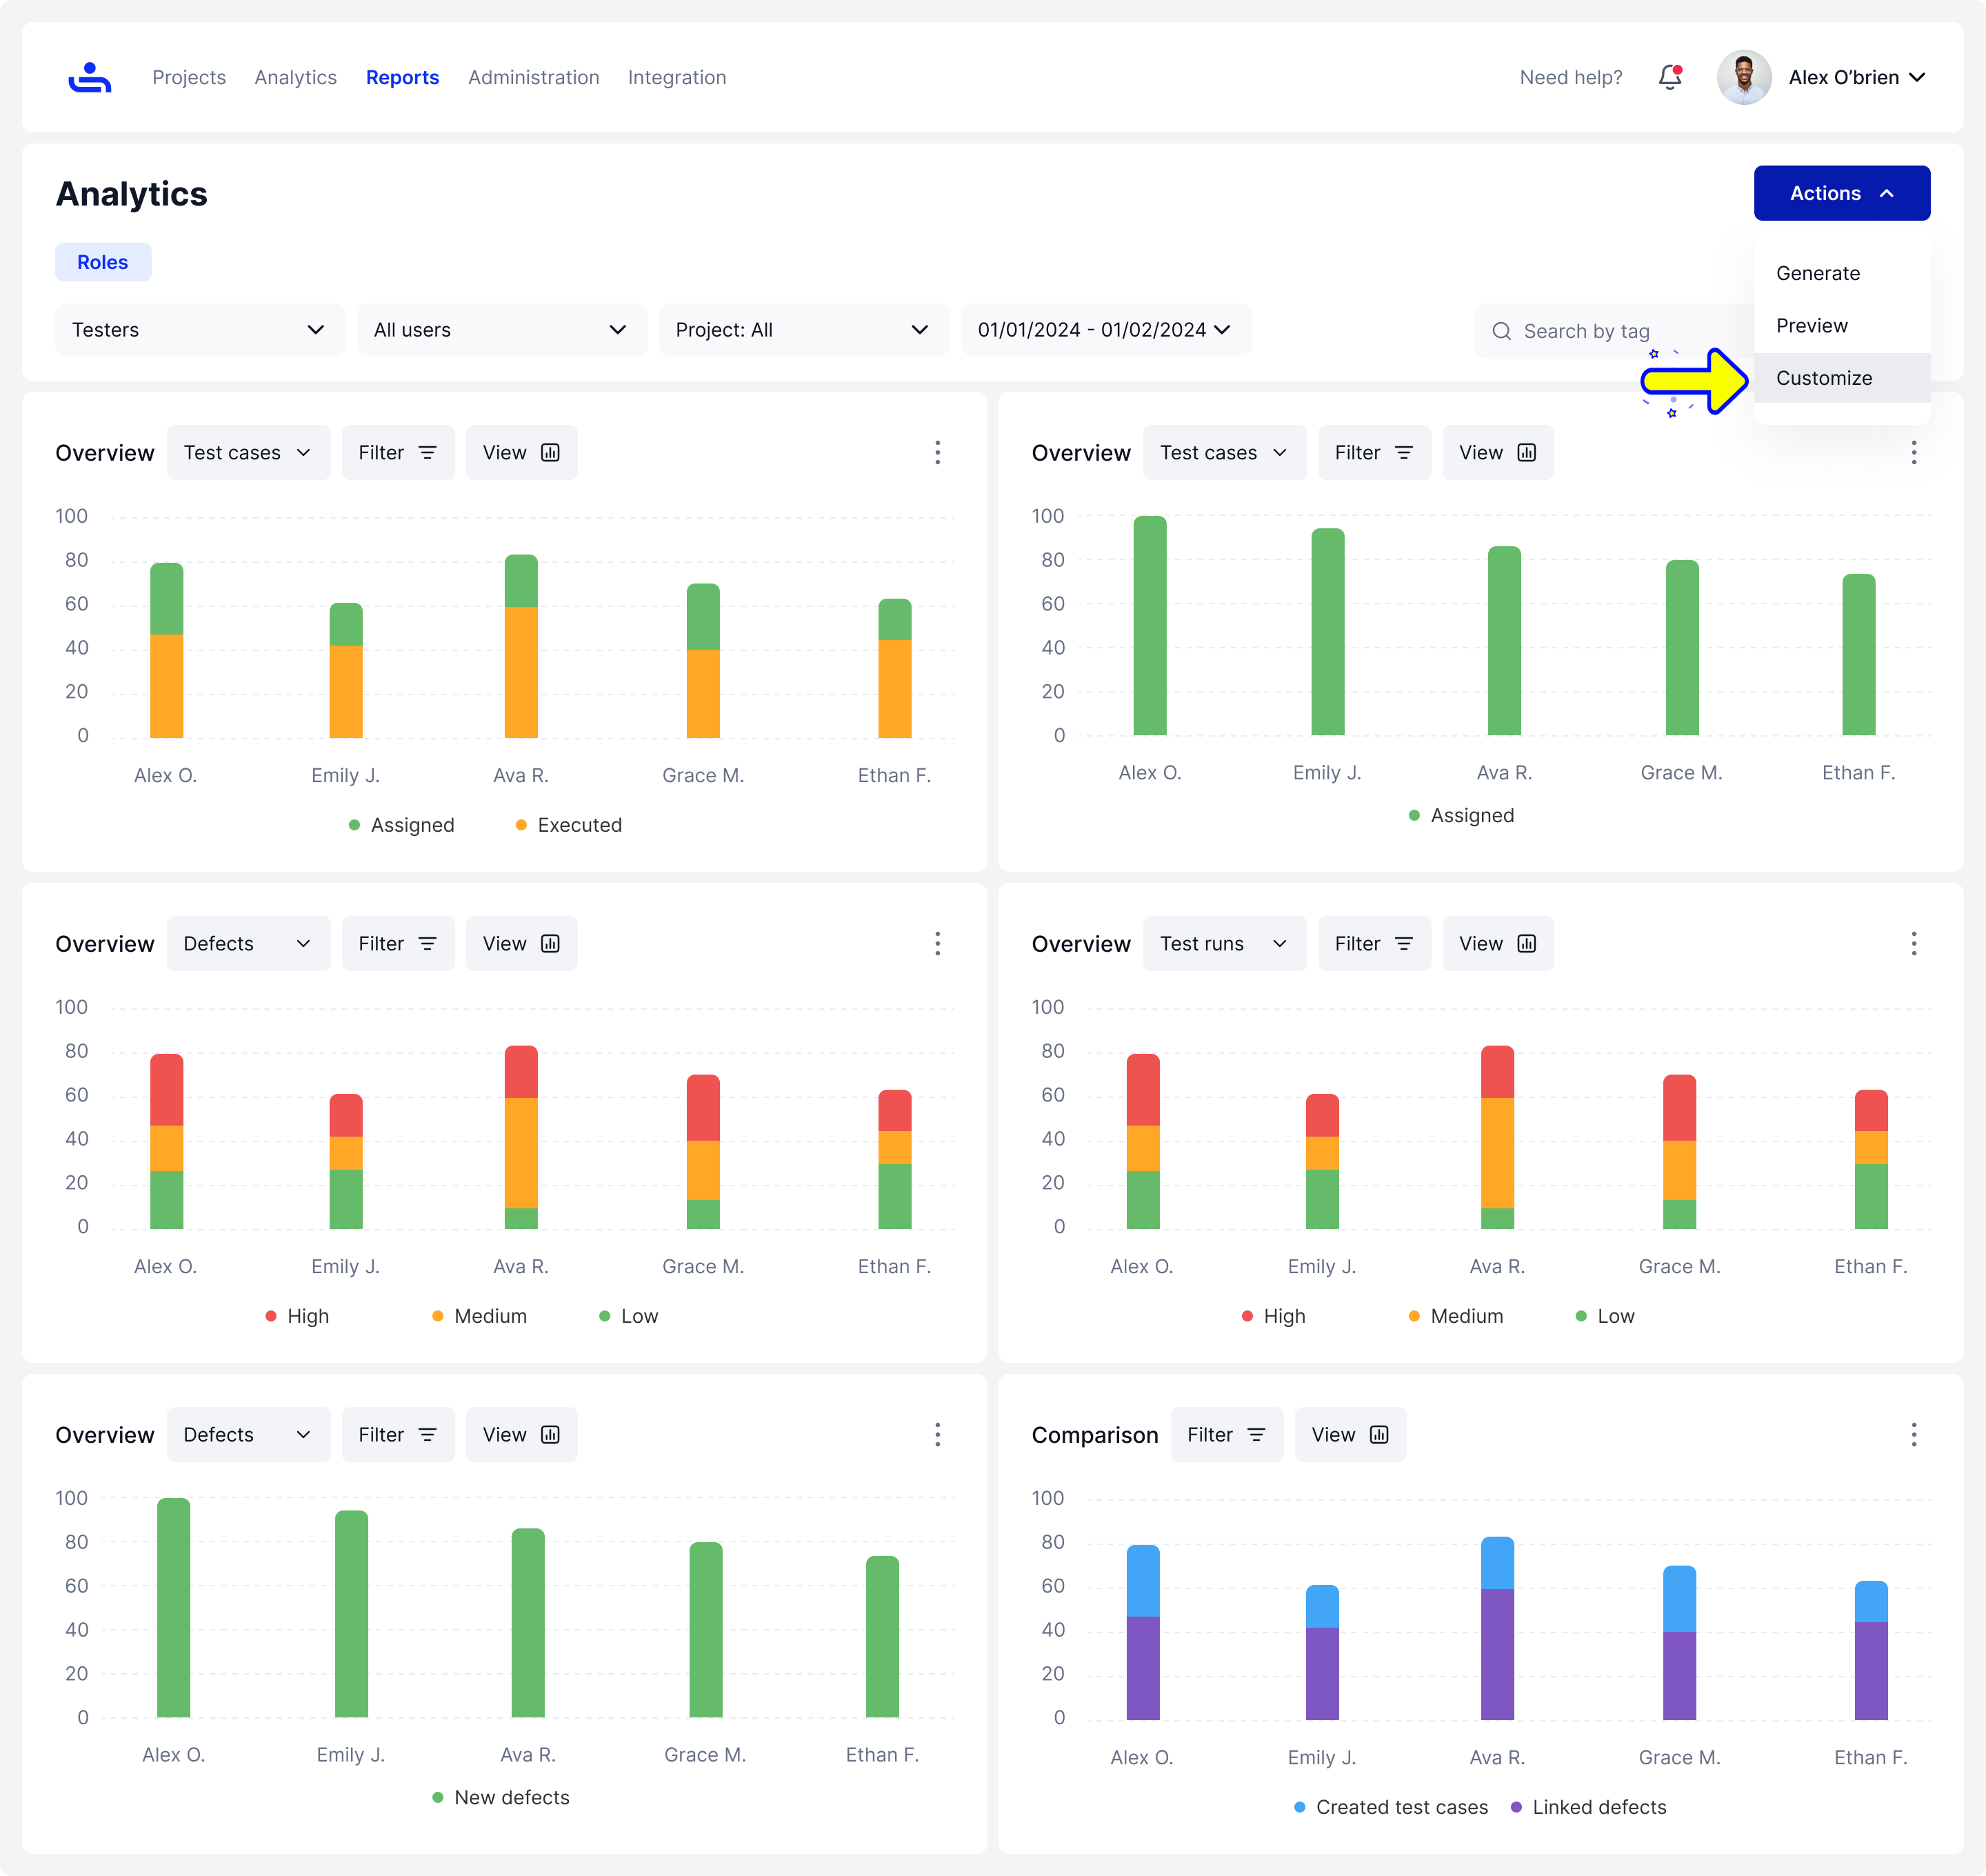 Projects Analytics Reports Administration Integration Need help? Alex O’brien
Analytics
Actions
Roles
Generate
Preview
Customize
Testers All users Project: All 01/01/2024 - 01/02/2024 Search by tag
Overview Test cases Filter View
100
80
60
40
20
0
Alex O. Emily J. Ava R. Grace M. Ethan F.
Assigned Executed
Overview Test cases Filter View
100
80
60
40
20
0
Alex O. Emily J. Ava R. Grace M. Ethan F.
Assigned
Overview Defects Filter View
100
80
60
40
20
0
Alex O. Emily J. Ava R. Grace M. Ethan F.
High Medium Low
Overview Test runs Filter View
100
80
60
40
20
0
Alex O. Emily J. Ava R. Grace M. Ethan F.
High Medium Low
Overview Defects Filter View
100
80
60
40
20
0
Alex O. Emily J. Ava R. Grace M. Ethan F.
New defects
Comparison Filter View
100
80
60
40
20
0
Alex O. Emily J. Ava R. Grace M. Ethan F.
Created test cases Linked defects